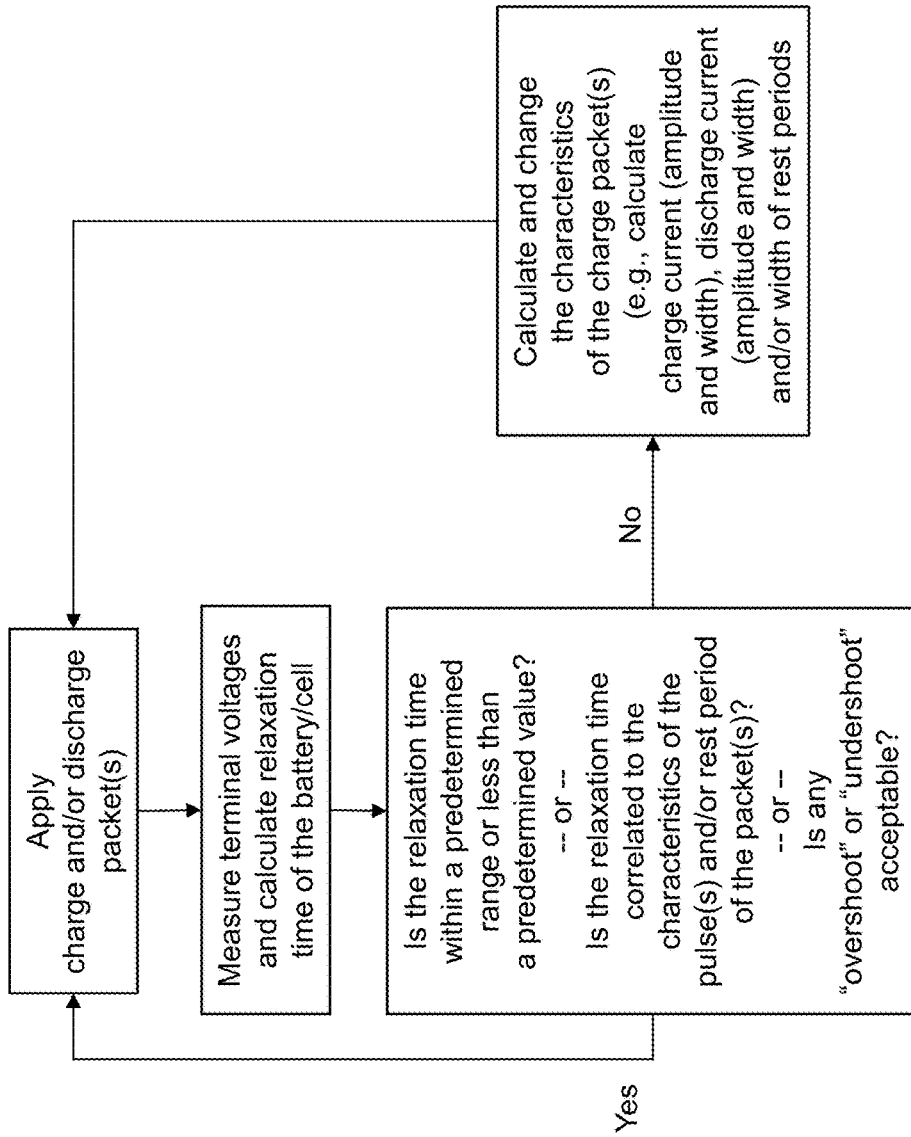 Apply
charge and/or discharge
packet(s)
Measure terminal voltages
and calculate relaxation
time of the battery/cell
Is the relaxation time
within a predetermined
range or less than
a predetermined value?
-- or --
Is the relaxation time
correlated to the
characteristics of the
pulse(s) and/or rest period
of the packet(s)?
-- or --
Is any
“overshoot” or “undershoot”
acceptable?
Yes
No
Calculate and change
the characteristics
of the charge packet(s)
(e.g., calculate
charge current (amplitude
and width), discharge current
(amplitude and width)
and/or width of rest periods